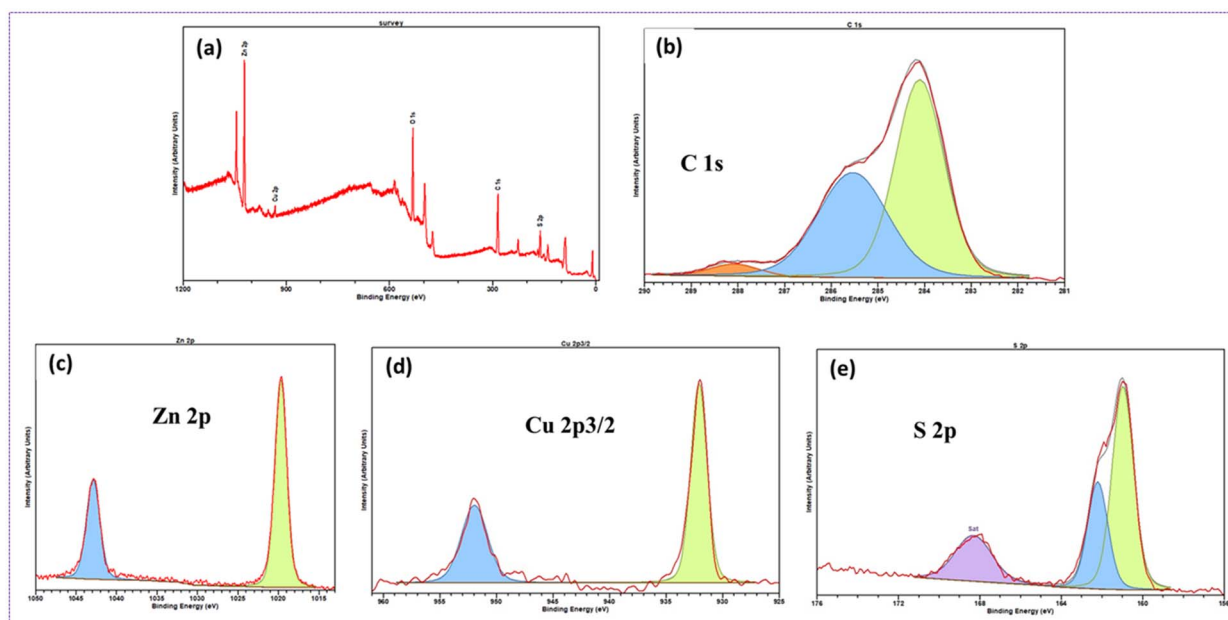 survey
(a)
Zn 2p
Cu 2p
O 1s
C 1s
S 2p
Intensity (Arbitrary Units)
1200 900 600 300 0
Binding Energy (eV)
C 1s
(b)
C 1s
Intensity (Arbitrary Units)
290 289 288 287 286 285 284 283 282 281
Binding Energy (eV)
Zn 2p
(c)
Zn 2p
Intensity (Arbitrary Units)
1050 1045 1040 1035 1030 1025 1020 1015
Binding Energy (eV)
Cu 2p3/2
(d)
Cu 2p3/2
Intensity (Arbitrary Units)
960 955 950 945 940 935 930 925
Binding Energy (eV)
S 2p
(e)
S 2p
Sat
Intensity (Arbitrary Units)
176 172 168 164 160 156
Binding Energy (eV)